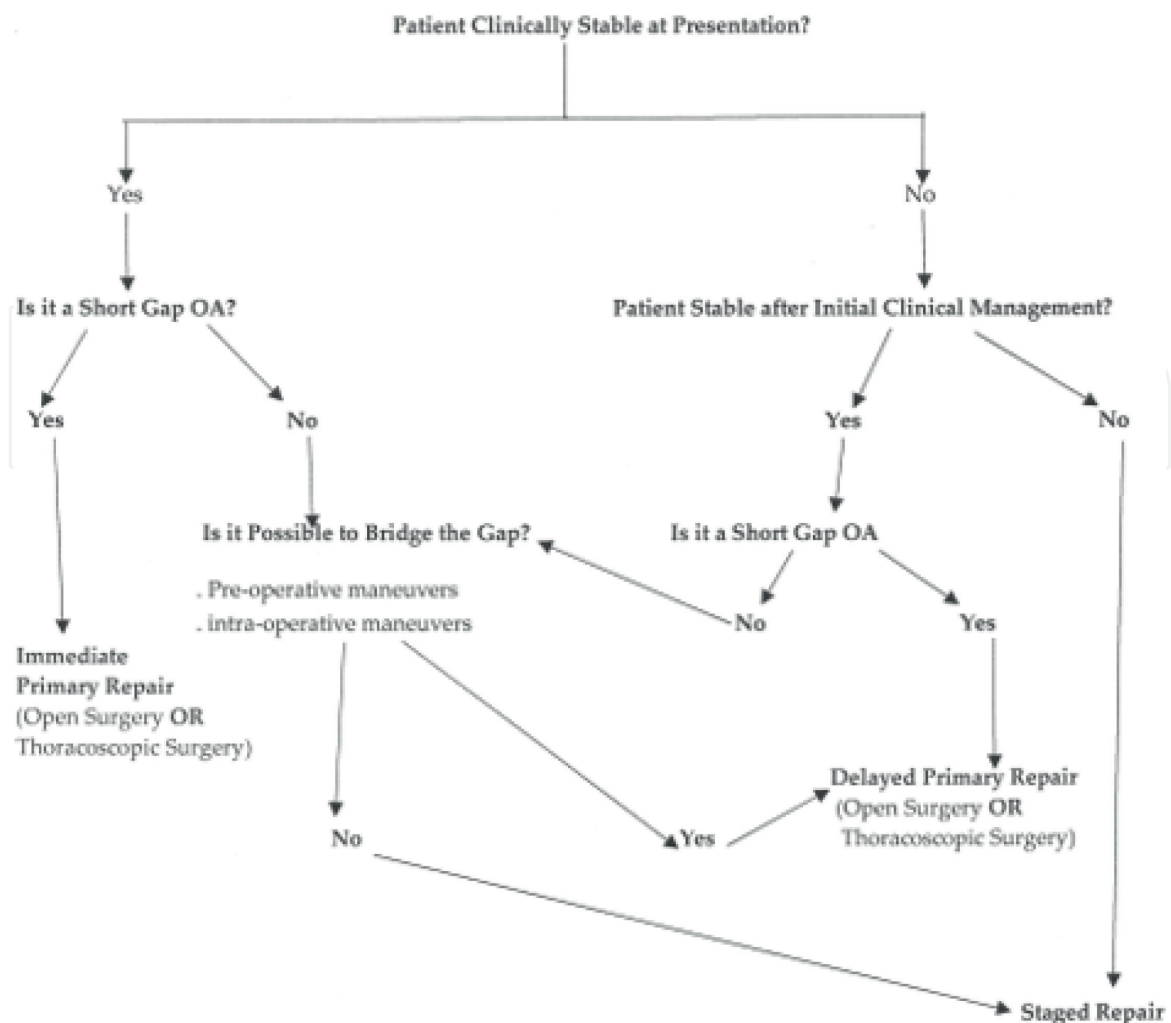 Patient Clinically Stable at Presentation?
Yes
No
Is it a Short Gap OA?
Patient Stable after Initial Clinical Management?
Yes
No
Yes
No
Is it Possible to Bridge the Gap?
Is it a Short Gap OA
. Pre-operative maneuvers
. intra-operative maneuvers
No
Yes
Immediate
Primary Repair
(Open Surgery OR
Thoracoscopic Surgery)
Delayed Primary Repair
(Open Surgery OR
Thoracoscopic Surgery)
No
Yes
Staged Repair